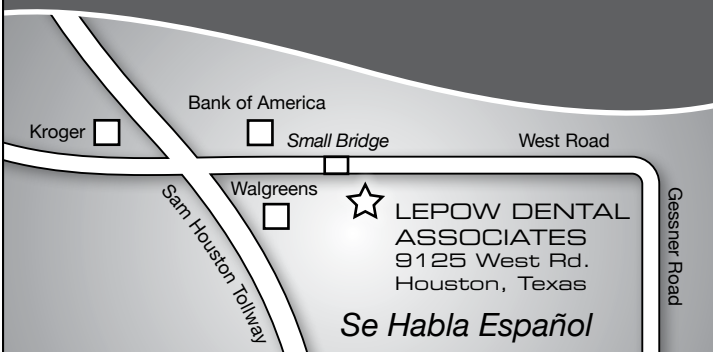 Bank of America
Kroger
Small Bridge
West Road
Walgreens
Sam Houston Tollway
LEPOW DENTAL
ASSOCIATES
9125 West Rd.
Houston, Texas
Gessner Road
Se Habla Español